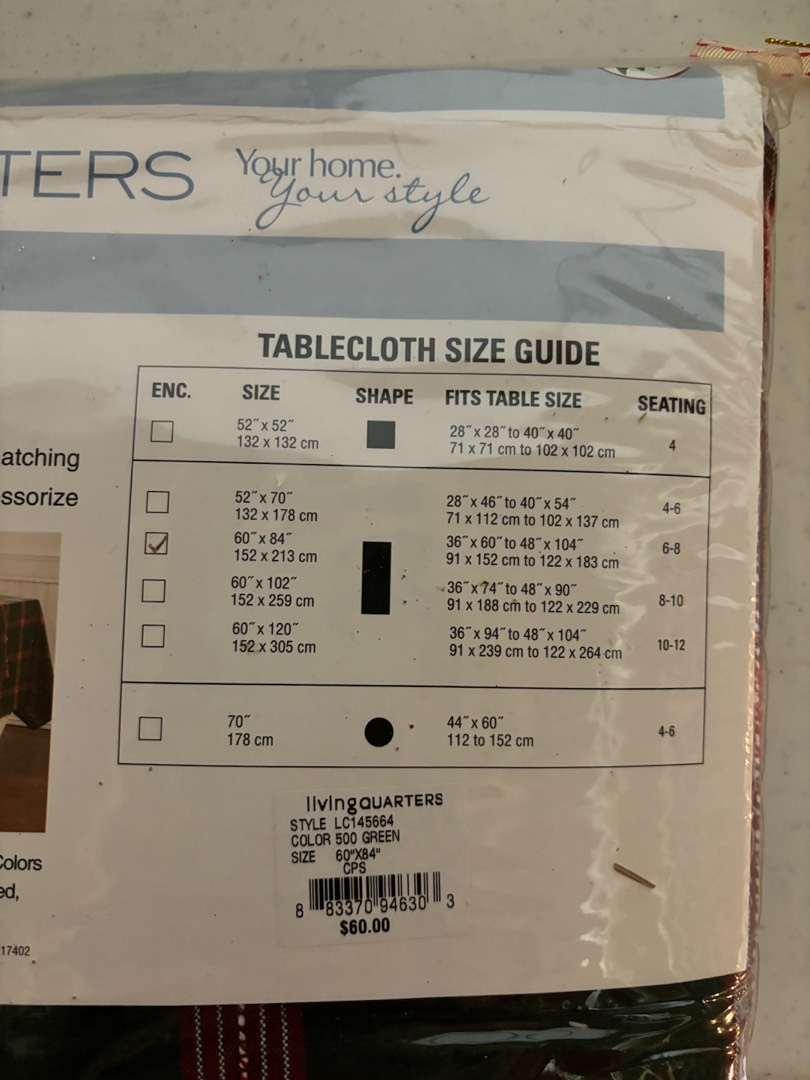 TERS Your home.
Your style
TABLECLOTH SIZE GUIDE
ENC. SIZE SHAPE FITS TABLE SIZE SEATING
52˝ x 52˝ 28˝ x 28˝ to 40˝ x 40˝
132 x 132 cm 71 x 71 cm to 102 x 102 cm 4
52˝ x 70˝ 28˝ x 46˝ to 40˝ x 54˝
132 x 178 cm 71 x 112 cm to 102 x 137 cm 4-6
60˝ x 84˝ 36˝ x 60˝ to 48˝ x 104˝
152 x 213 cm 91 x 152 cm to 122 x 183 cm 6-8
60˝ x 102˝ 36˝ x 74˝ to 48˝ x 90˝
152 x 259 cm 91 x 188 cm to 122 x 229 cm 8-10
60˝ x 120˝ 36˝ x 94˝ to 48˝ x 104˝
152 x 305 cm 91 x 239 cm to 122 x 264 cm 10-12
70˝ 44˝ x 60˝
178 cm 112 to 152 cm 4-6
atching
ssorize
livingQUARTERS
STYLE LC145664
COLOR 500 GREEN
SIZE 60"X84"
CPS
8 83370 94630 3
$60.00
Colors
ed,
17402